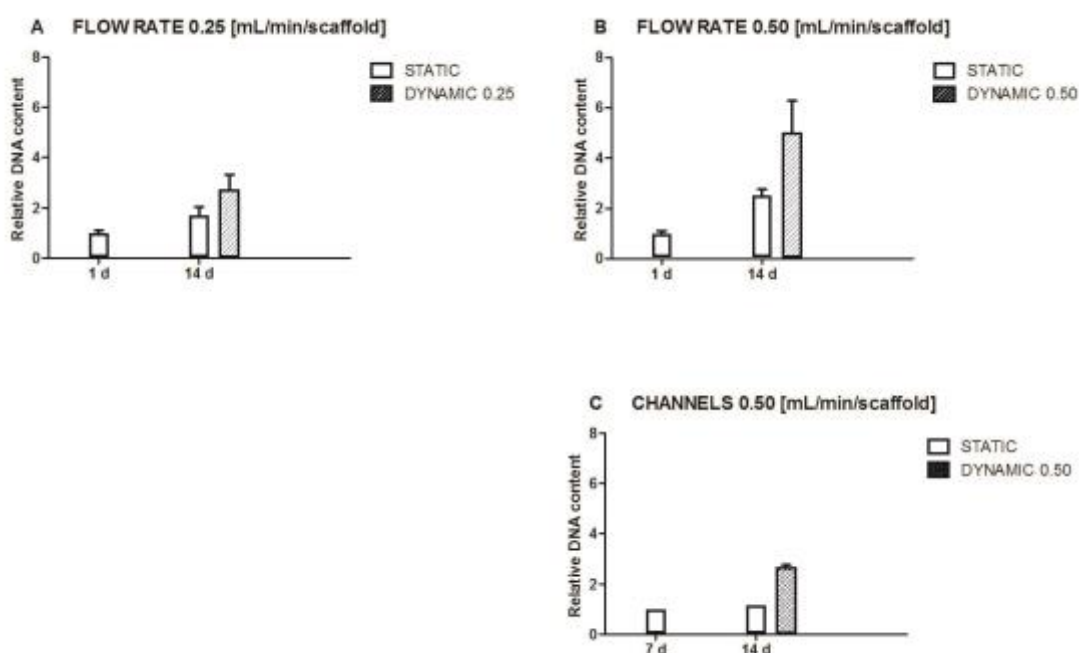 A FLOW RATE 0.25 [mL/min/scaffold]
Relative DNA content
8
6
4
2
0
1 d 14 d
STATIC
DYNAMIC 0.25
B FLOW RATE 0.50 [mL/min/scaffold]
Relative DNA content
8
6
4
2
0
1 d 14 d
STATIC
DYNAMIC 0.50
C CHANNELS 0.50 [mL/min/scaffold]
Relative DNA content
8
6
4
2
0
7 d 14 d
STATIC
DYNAMIC 0.50